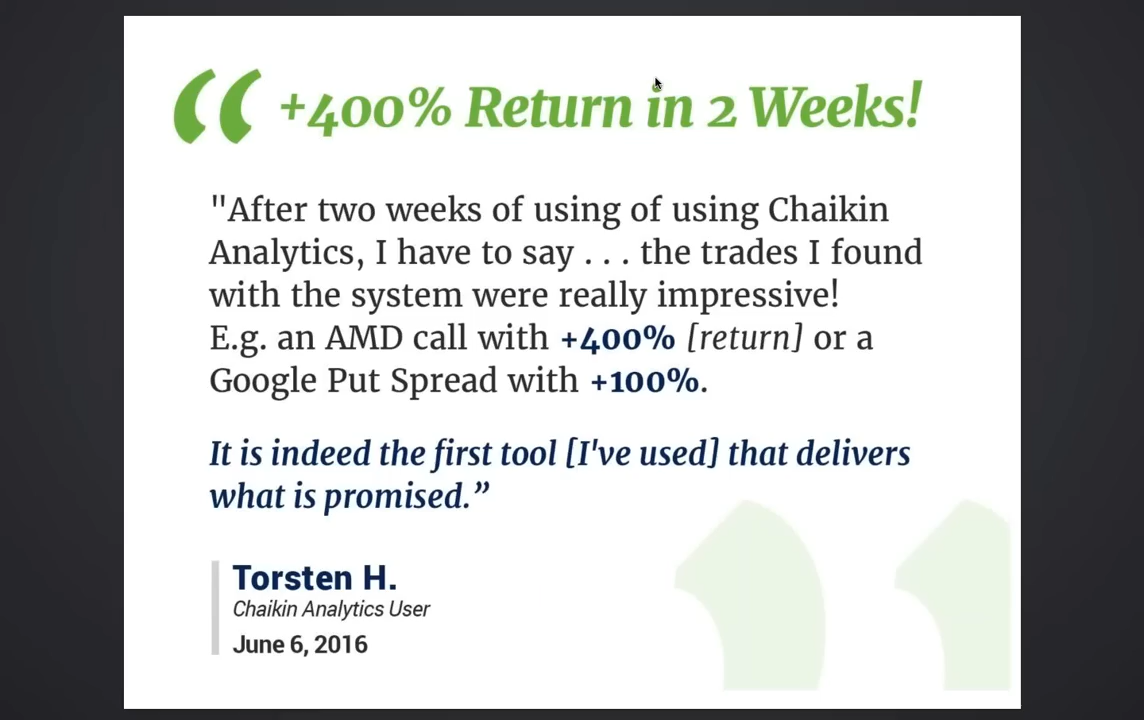 “ +400% Return in 2 Weeks!
"After two weeks of using of using Chaikin
Analytics, I have to say . . . the trades I found
with the system were really impressive!
E.g. an AMD call with +400% [return] or a
Google Put Spread with +100%.
It is indeed the first tool [I've used] that delivers
what is promised.”
Torsten H.
Chaikin Analytics User
June 6, 2016